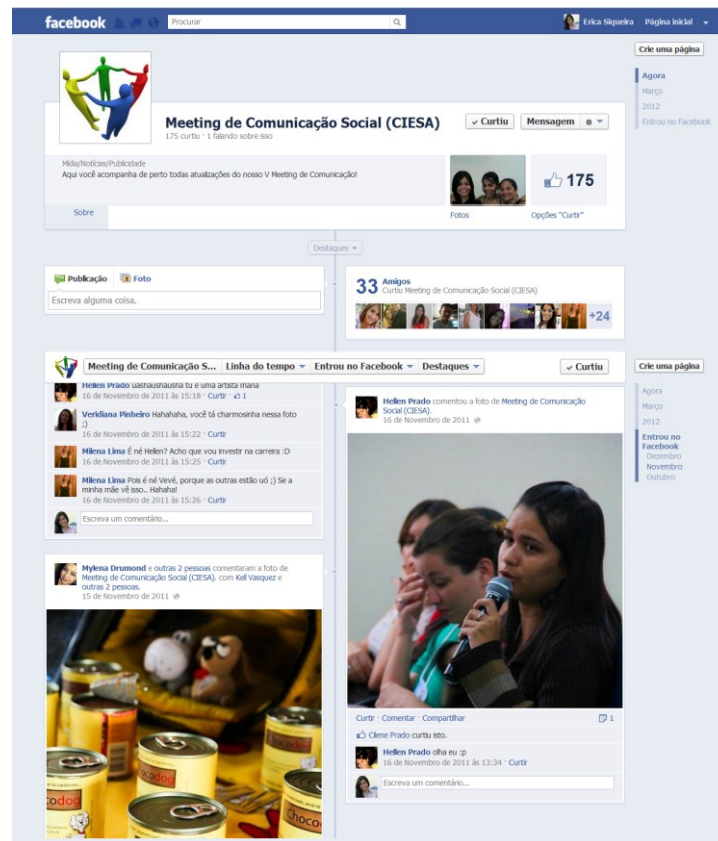 facebook
Procurar
Erica Siqueira
Página inicial
Crie uma página
Agora
Março
2012
Entrou no Facebook
Meeting de Comunicação Social (CIESA)
175 curtiu · 1 falando sobre isso
✓ Curtiu
Mensagem
Mídia/Notícias/Publicidade
Aqui você acompanha de perto todas atualizações do nosso V Meeting de Comunicação!
Sobre
175
Fotos
Opções "Curtir"
Destaques
Publicação
Foto
Escreva alguma coisa.
33 Amigos
Curtiu Meeting de Comunicação Social (CIESA)
+24
Meeting de Comunicação S...
Linha do tempo
Entrou no Facebook
Destaques
✓ Curtiu
Crie uma página
Agora
Março
2012
Entrou no
Facebook
Dezembro
Novembro
Outubro
Hellen Prado uashaushausha tu é uma artista mana
16 de Novembro de 2011 às 15:18 · Curtir · 1
Veridiana Pinheiro Hahahaha, você tá charmosinha nessa foto
;)
16 de Novembro de 2011 às 15:22 · Curtir
Milena Lima É né Helen? Acho que vou investir na carreira :D
16 de Novembro de 2011 às 15:25 · Curtir
Milena Lima Pois é né Vevé, porque as outras estão uó ;) Se a
minha mãe vê isso.. Hahaha!
16 de Novembro de 2011 às 15:26 · Curtir
Escreva um comentário...
Mylena Drumond e outras 2 pessoas comentaram a foto de
Meeting de Comunicação Social (CIESA). com Kell Vasquez e
outras 2 pessoas.
15 de Novembro de 2011
ocodog
codog
Choco
Hellen Prado comentou a foto de Meeting de Comunicação
Social (CIESA).
16 de Novembro de 2011
Curtir · Comentar · Compartilhar
1
Cilene Prado curtiu isto.
Hellen Prado olha eu :p
16 de Novembro de 2011 às 13:34 · Curtir
Escreva um comentário...